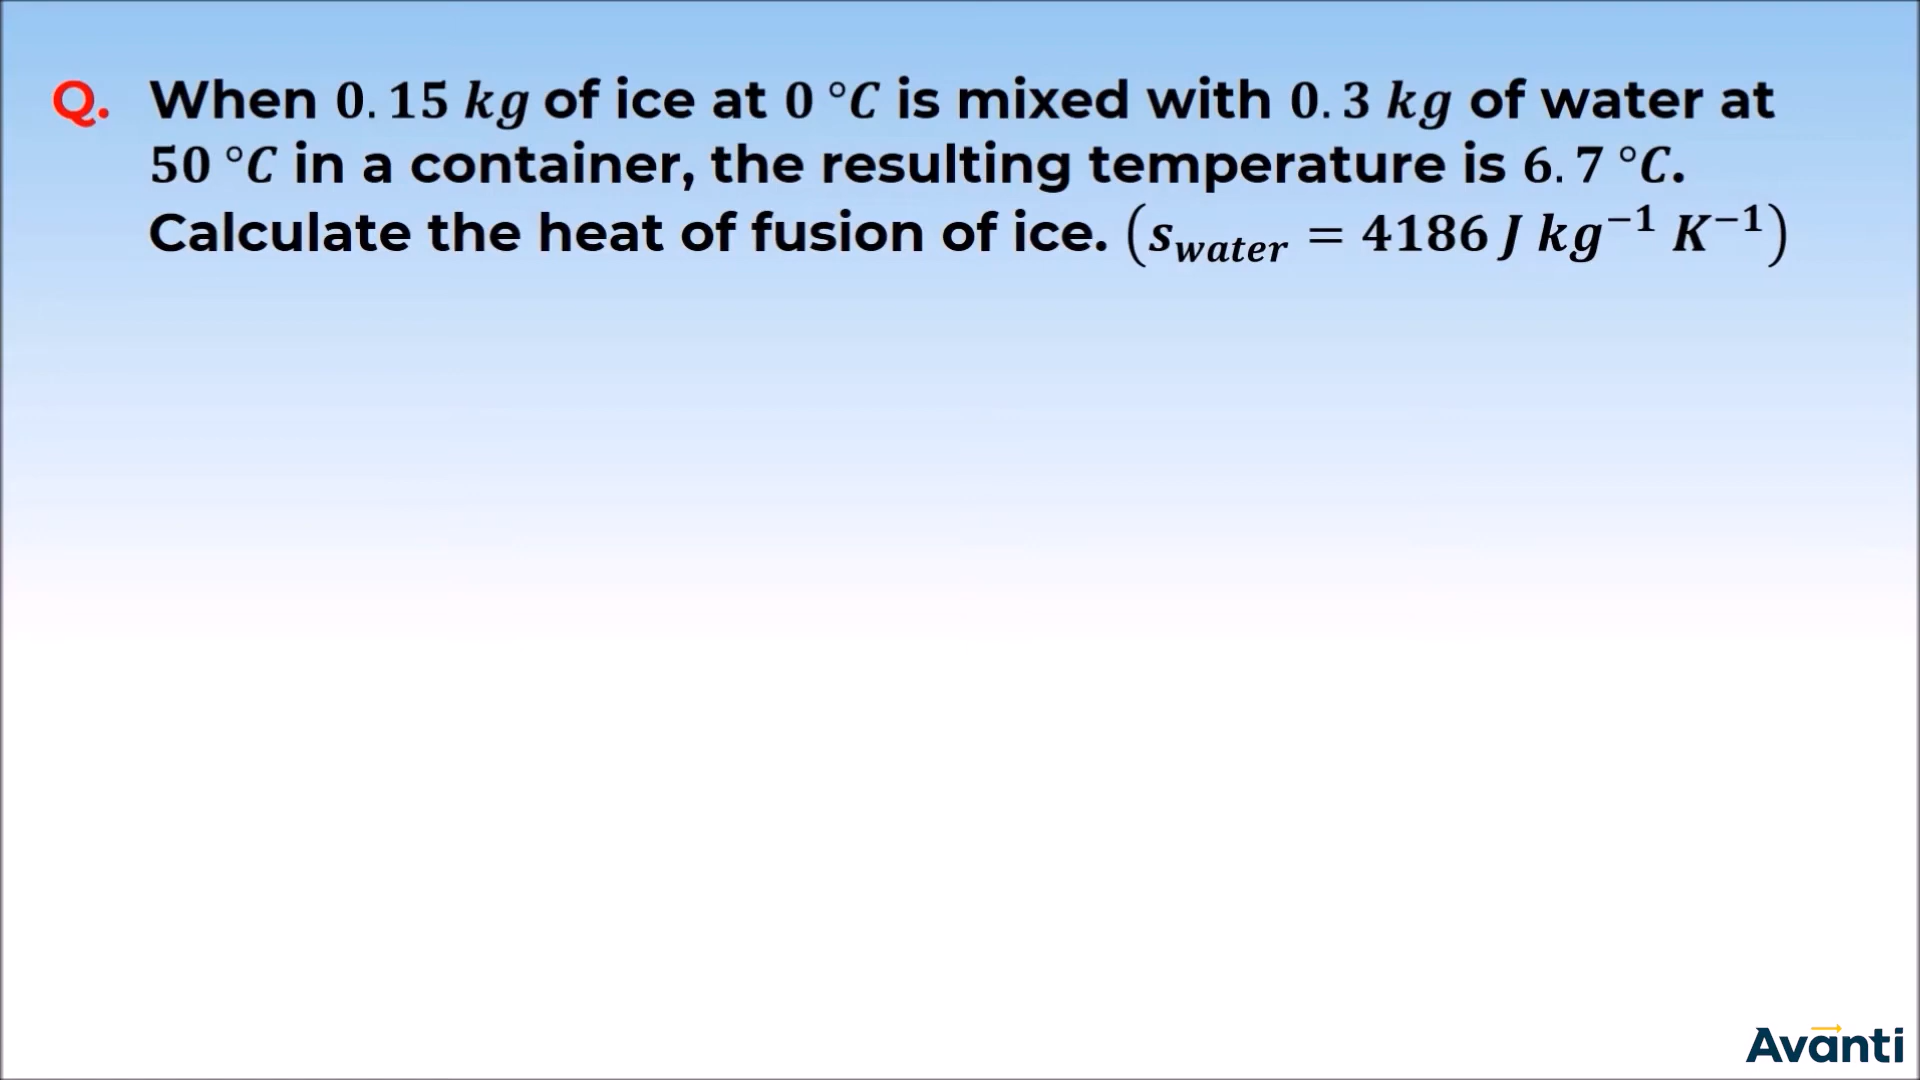 Q. When 0.15 kg of ice at 0 °C is mixed with 0.3 kg of water at
50 °C in a container, the resulting temperature is 6.7 °C.
Calculate the heat of fusion of ice. (s_water = 4186 J kg⁻¹ K⁻¹)
Avanti